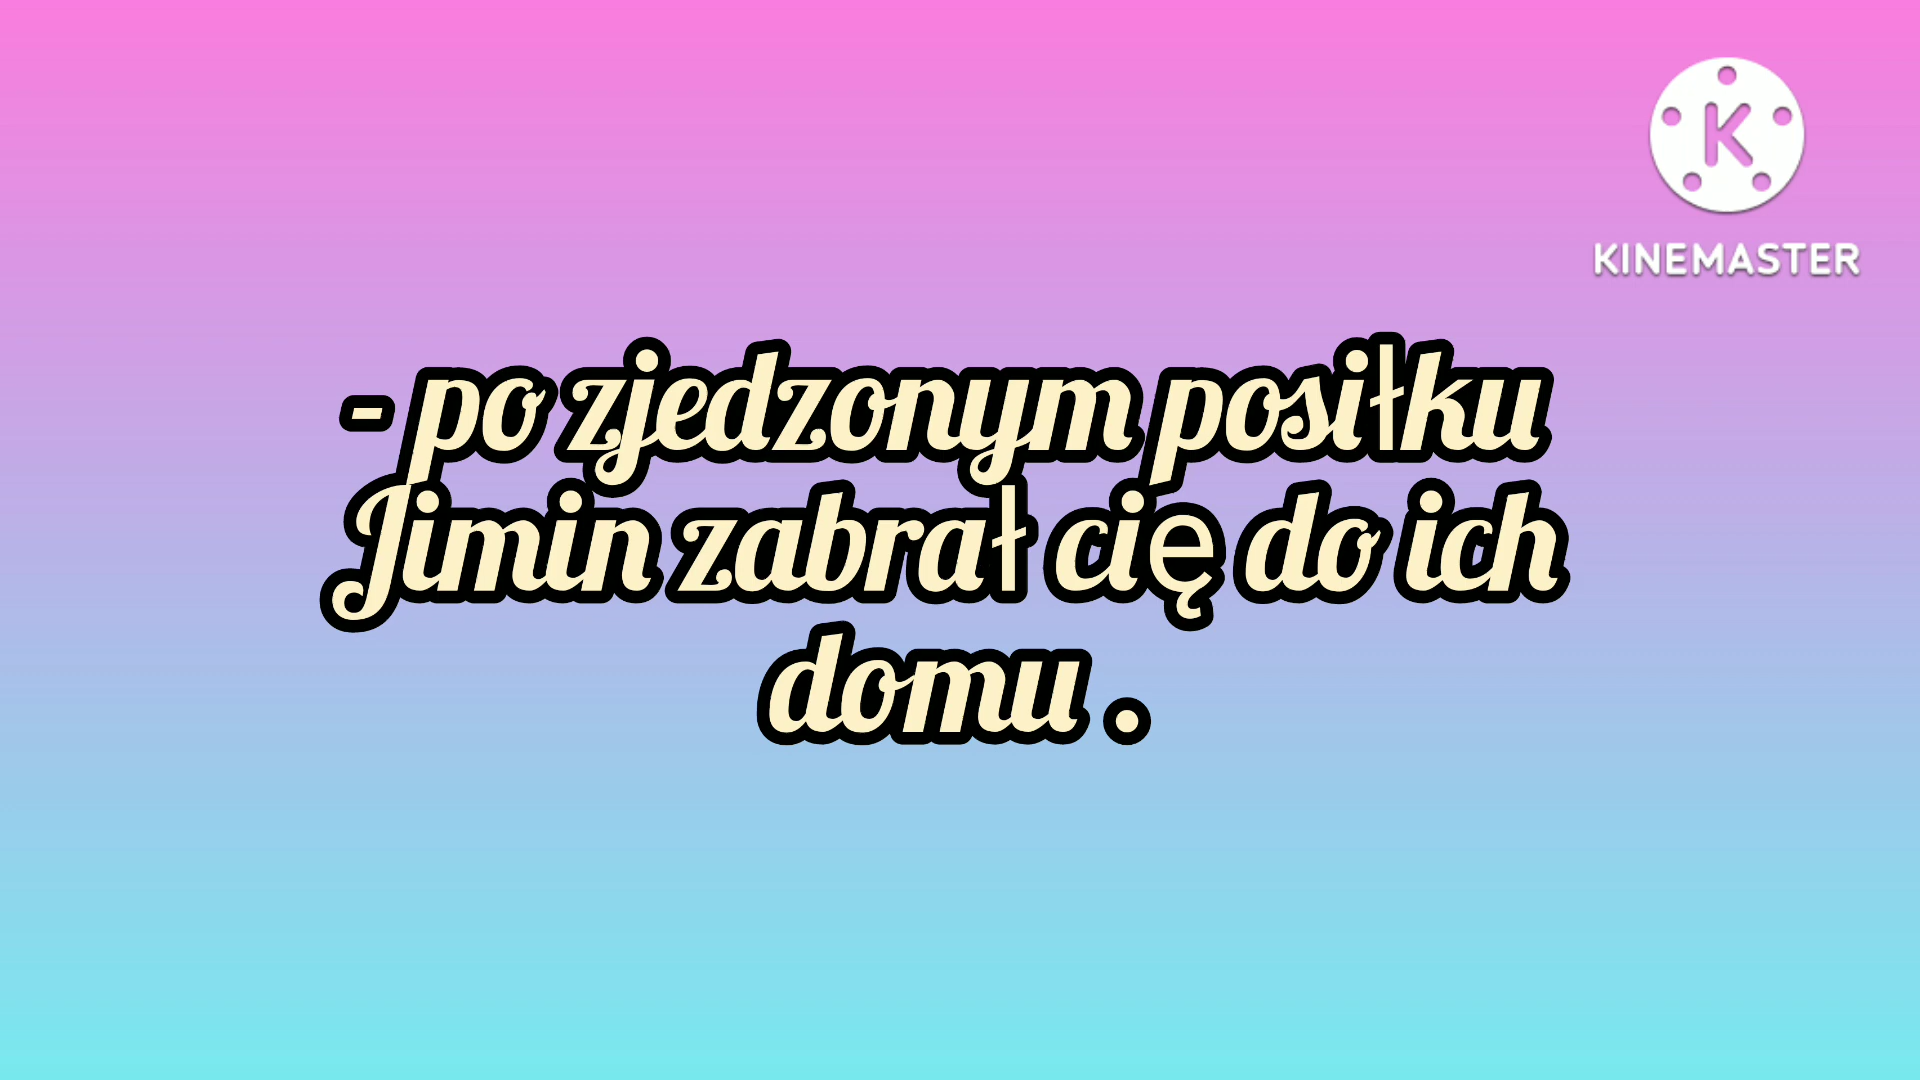 KINEMASTER
- po zjedzonym posiłku
Jimin zabrał cię do ich
domu .